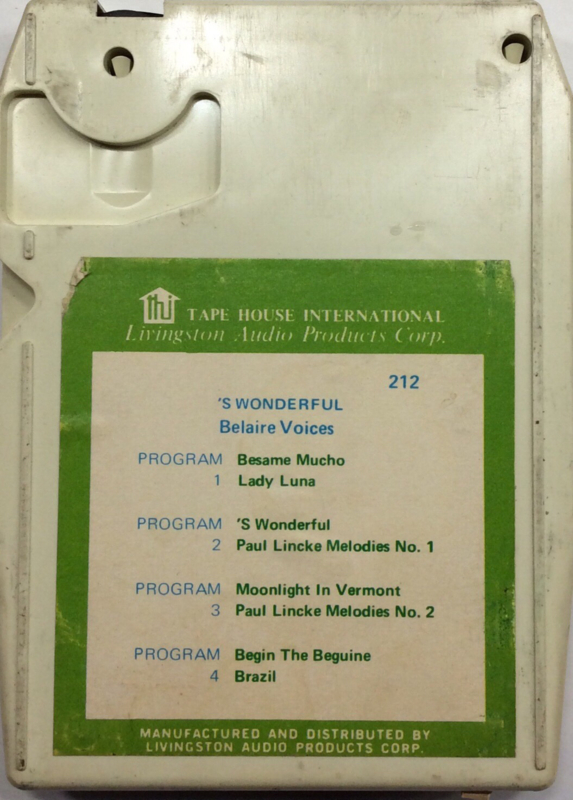 thi TAPE HOUSE INTERNATIONAL
Livingston Audio Products Corp.
212
'S WONDERFUL
Belaire Voices
PROGRAM Besame Mucho
1 Lady Luna
PROGRAM 'S Wonderful
2 Paul Lincke Melodies No. 1
PROGRAM Moonlight In Vermont
3 Paul Lincke Melodies No. 2
PROGRAM Begin The Beguine
4 Brazil
MANUFACTURED AND DISTRIBUTED BY
LIVINGSTON AUDIO PRODUCTS CORP.